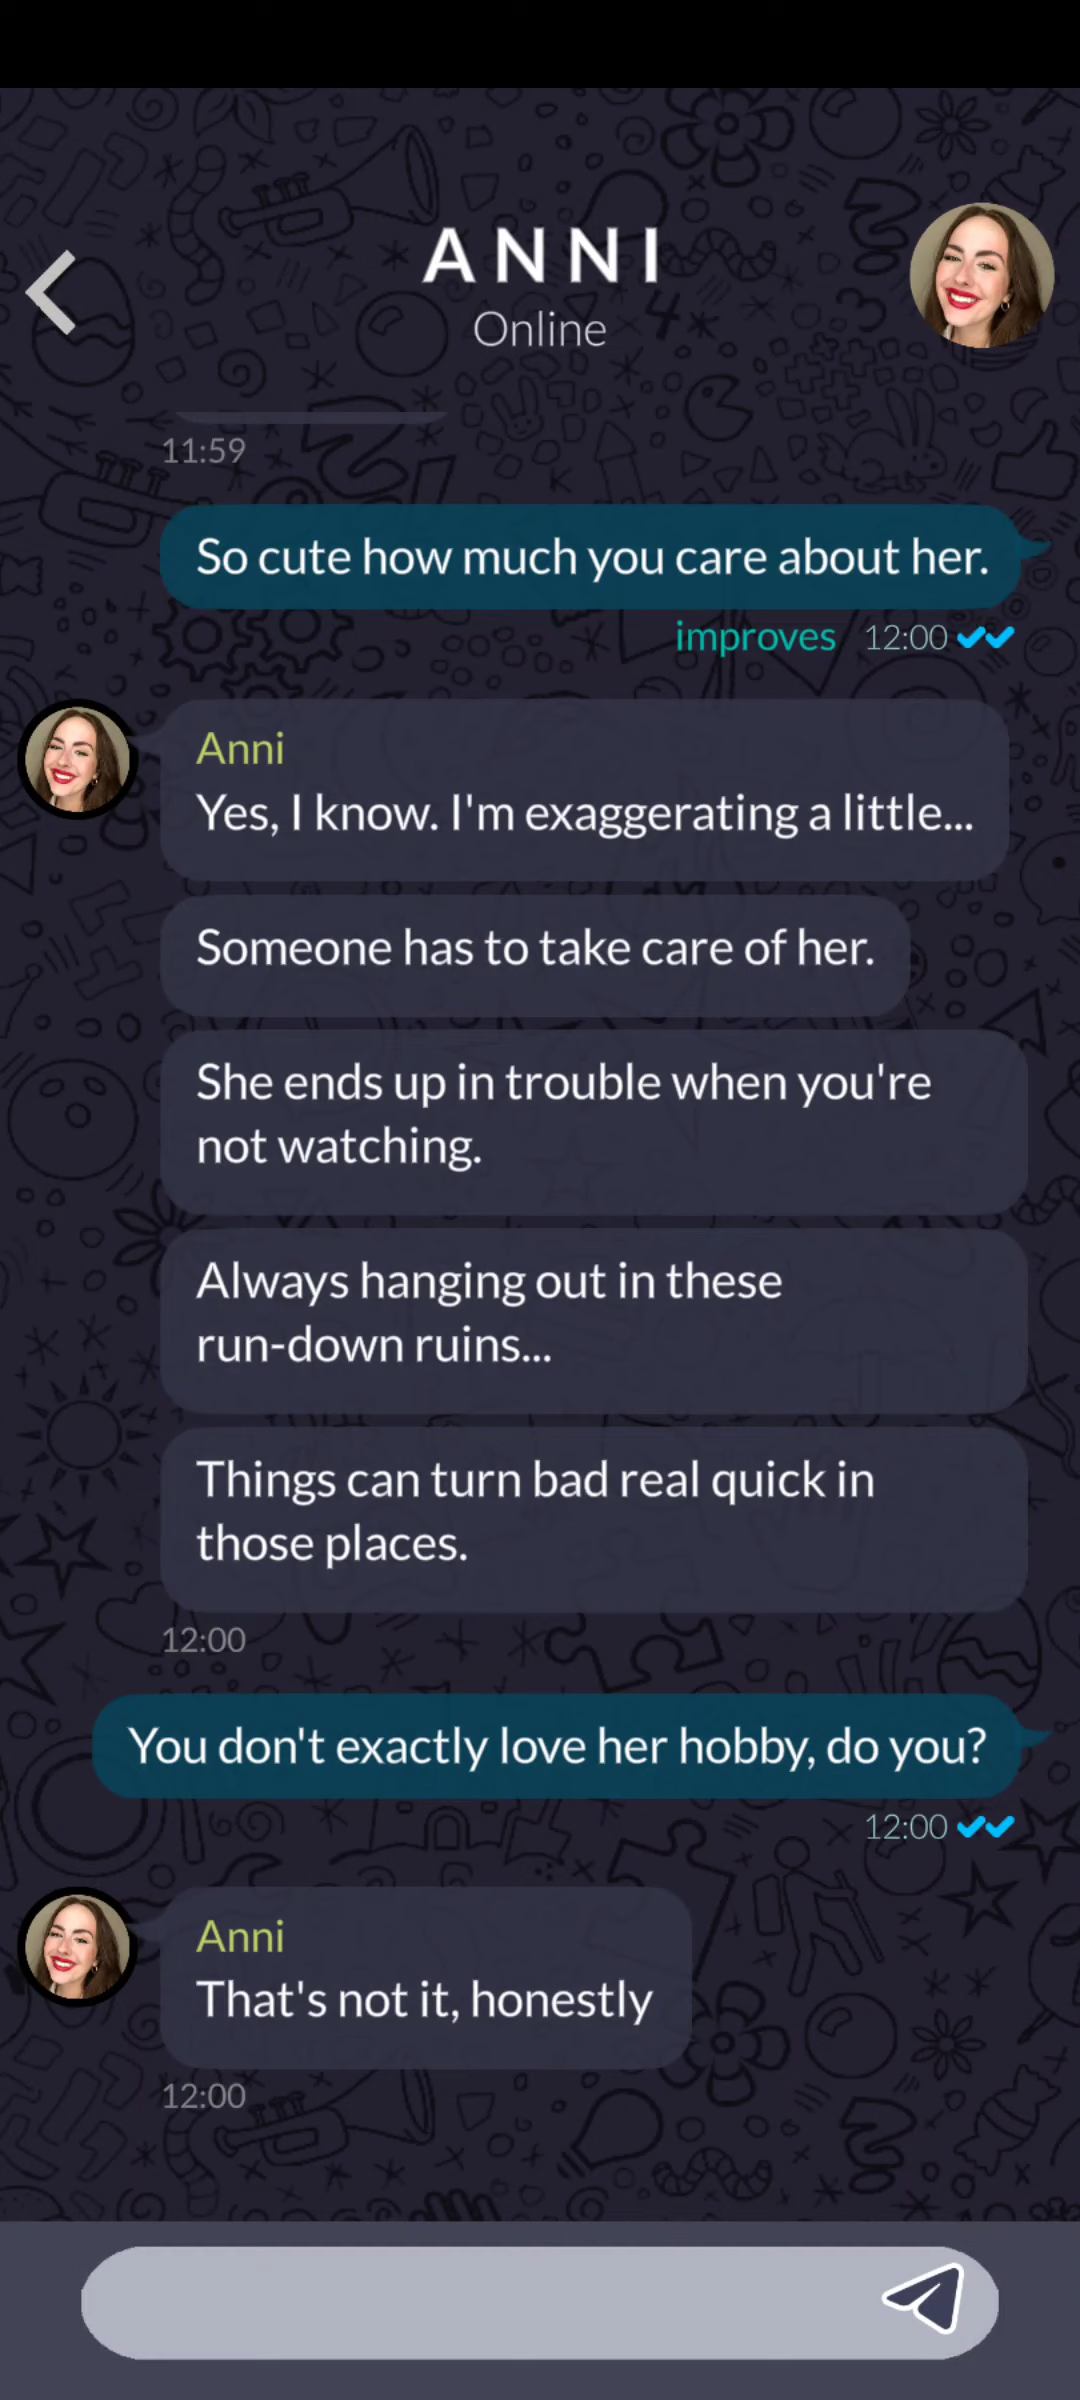 ANNI
Online
11:59
So cute how much you care about her.
improves 12:00
Anni
Yes, I know. I'm exaggerating a little...
Someone has to take care of her.
She ends up in trouble when you're
not watching.
Always hanging out in these
run-down ruins...
Things can turn bad real quick in
those places.
12:00
You don't exactly love her hobby, do you?
12:00
Anni
That's not it, honestly
12:00